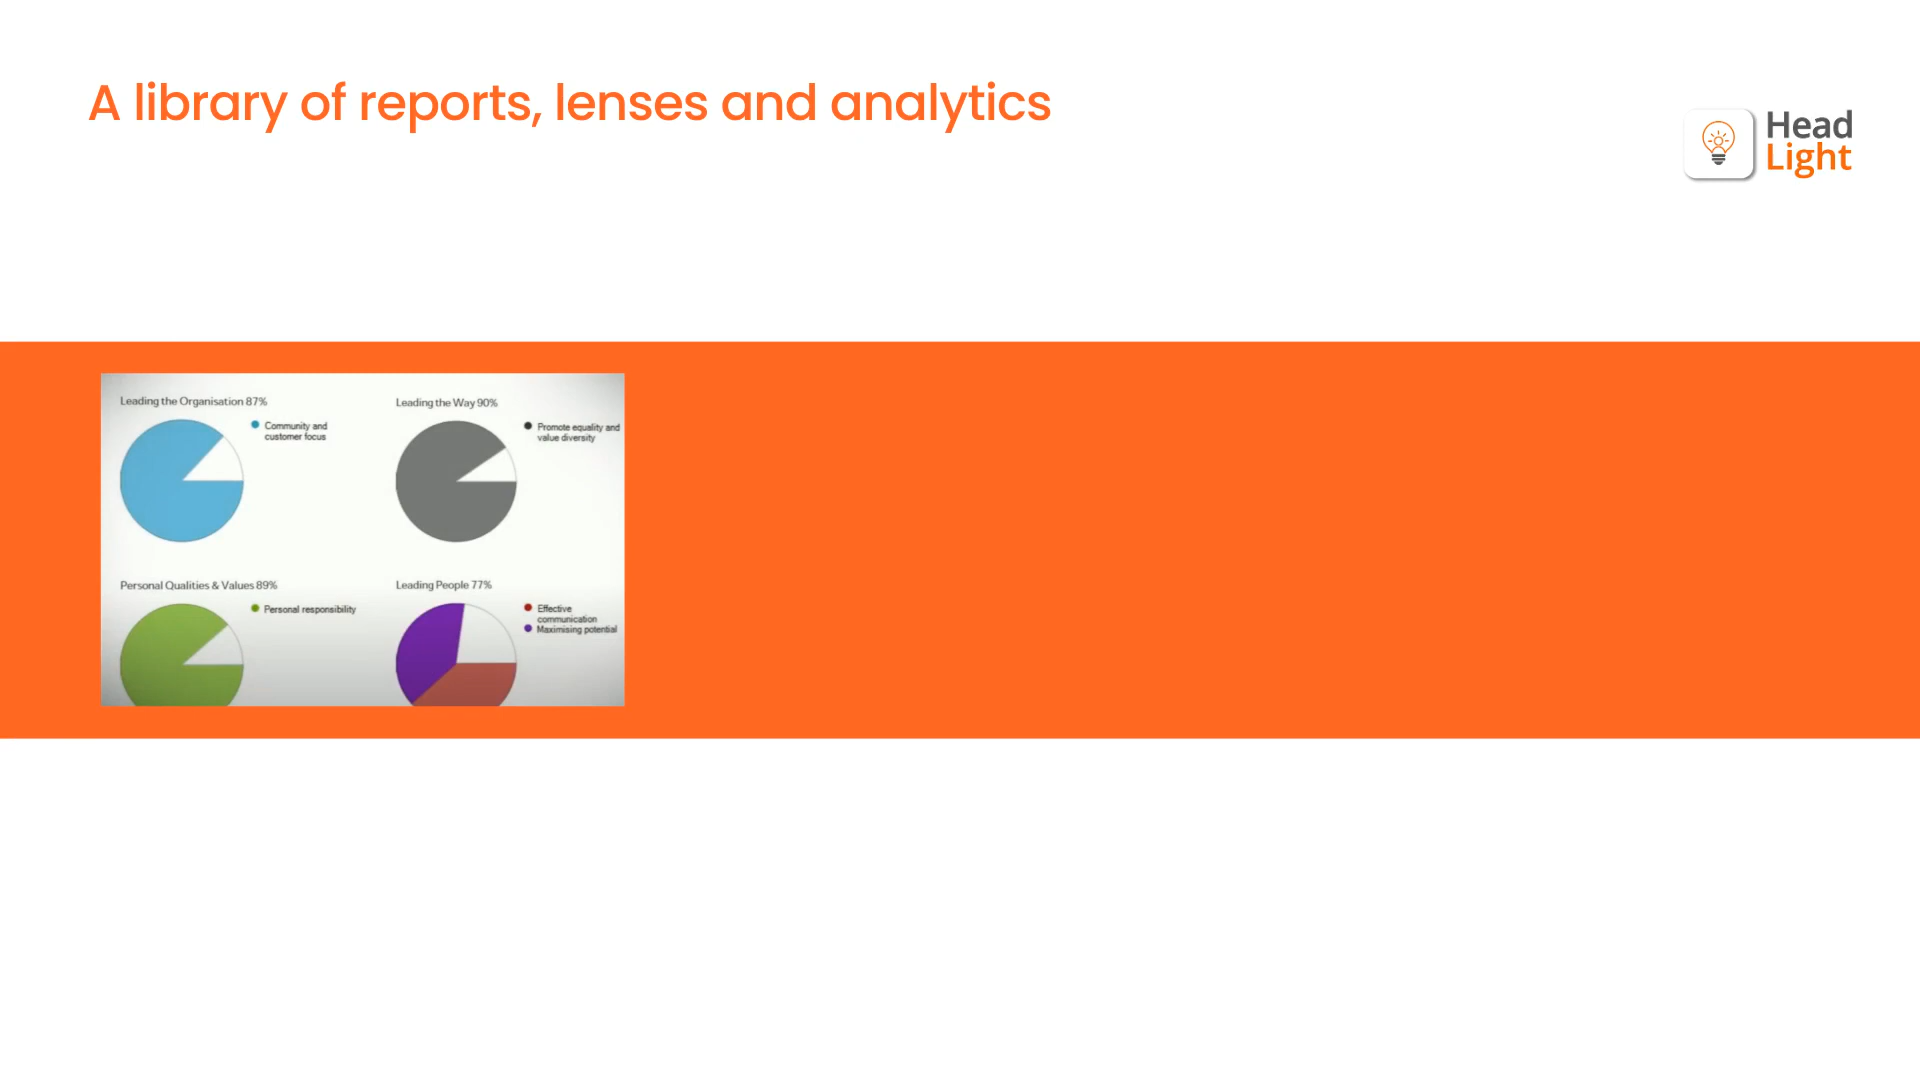 A library of reports, lenses and analytics
Head
Light
Leading the Organisation 87%
Community and
customer focus
Leading the Way 90%
Promote equality and
value diversity
Personal Qualities & Values 89%
Personal responsibility
Leading People 77%
Effective
communication
Maximising potential